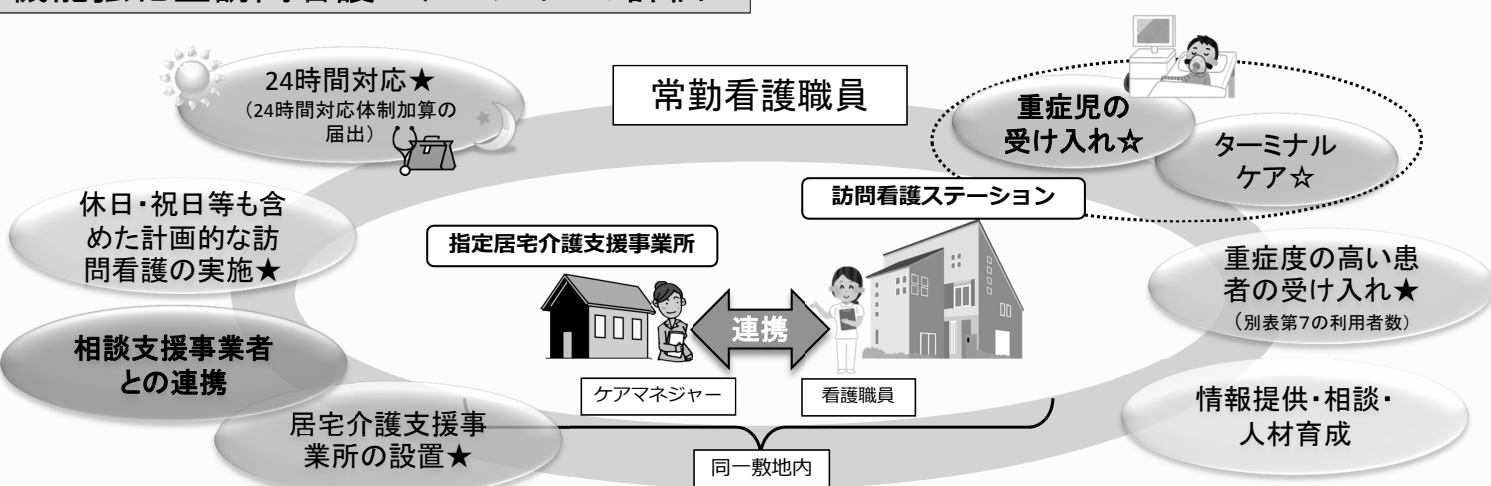 24時間対応★
(24時間対応体制加算の
届出)
常勤看護職員
重症児の
受け入れ☆
ターミナル
ケア☆
休日・祝日等も含
めた計画的な訪
問看護の実施★
指定居宅介護支援事業所
訪問看護ステーション
連携
重症度の高い患
者の受け入れ★
(別表第7の利用者数)
相談支援事業者
との連携
ケアマネジャー
看護職員
居宅介護支援事
業所の設置★
同一敷地内
情報提供・相談・
人材育成